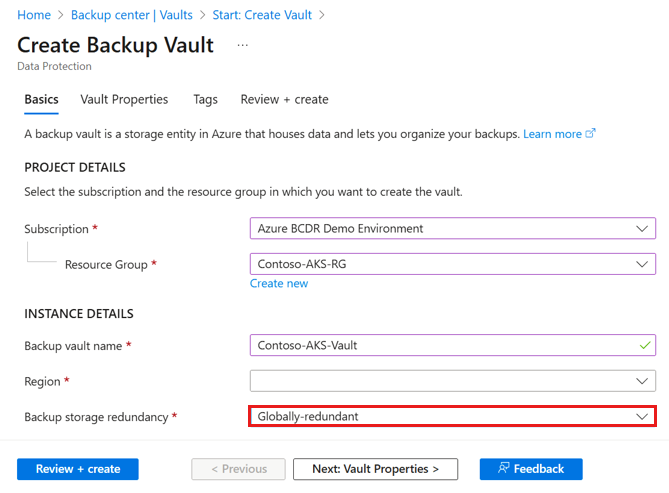 Home > Backup center | Vaults > Start: Create Vault >
Create Backup Vault ...
Data Protection
Basics Vault Properties Tags Review + create
A backup vault is a storage entity in Azure that houses data and lets you organize your backups. Learn more
PROJECT DETAILS
Select the subscription and the resource group in which you want to create the vault.
Subscription * Azure BCDR Demo Environment
Resource Group * Contoso-AKS-RG
Create new
INSTANCE DETAILS
Backup vault name * Contoso-AKS-Vault
Region *
Backup storage redundancy * Globally-redundant
Review + create < Previous Next: Vault Properties > Feedback